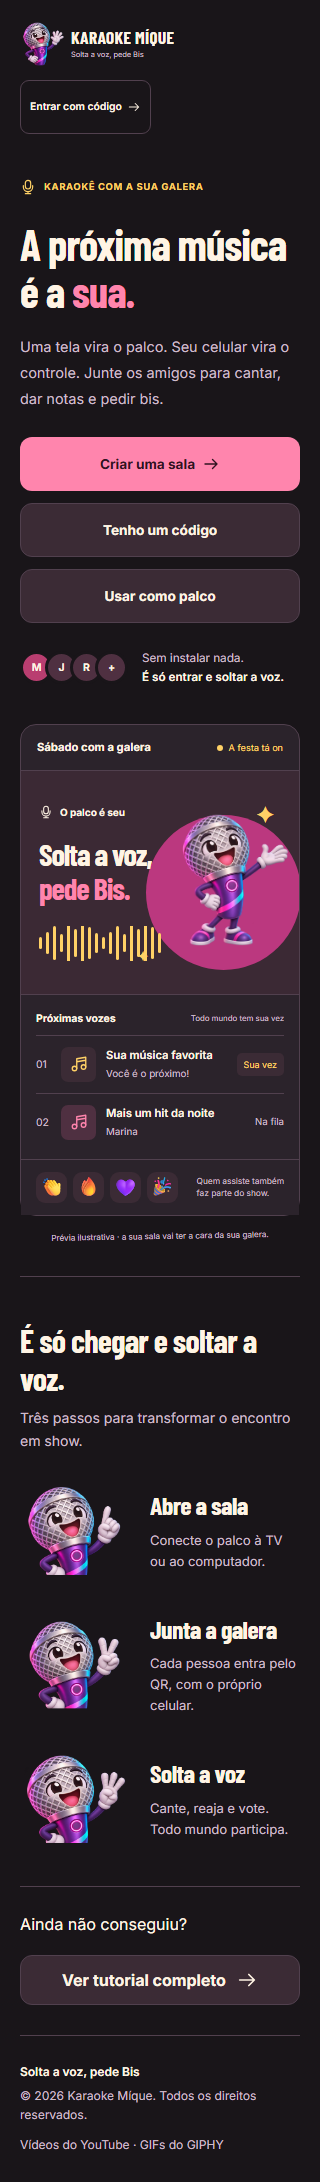 KARAOKE MÍQUE
Solta a voz, pede Bis
Entrar com código →
KARAOKÊ COM A SUA GALERA
A próxima música
é a sua.
Uma tela vira o palco. Seu celular vira o
controle. Junte os amigos para cantar,
dar notas e pedir bis.
Criar uma sala →
Tenho um código
Usar como palco
M J R +
Sem instalar nada.
É só entrar e soltar a voz.
Sábado com a galera
A festa tá on
O palco é seu
Solta a voz,
pede Bis.
Próximas vozes
Todo mundo tem sua vez
01
Sua música favorita
Você é o próximo!
Sua vez
02
Mais um hit da noite
Marina
Na fila
Quem assiste também
faz parte do show.
Prévia ilustrativa · a sua sala vai ter a cara da sua galera.
É só chegar e soltar a
voz.
Três passos para transformar o encontro
em show.
Abre a sala
Conecte o palco à TV
ou ao computador.
Junta a galera
Cada pessoa entra pelo
QR, com o próprio
celular.
Solta a voz
Cante, reaja e vote.
Todo mundo participa.
Ainda não conseguiu?
Ver tutorial completo →
Solta a voz, pede Bis
© 2026 Karaoke Míque. Todos os direitos
reservados.
Vídeos do YouTube · GIFs do GIPHY